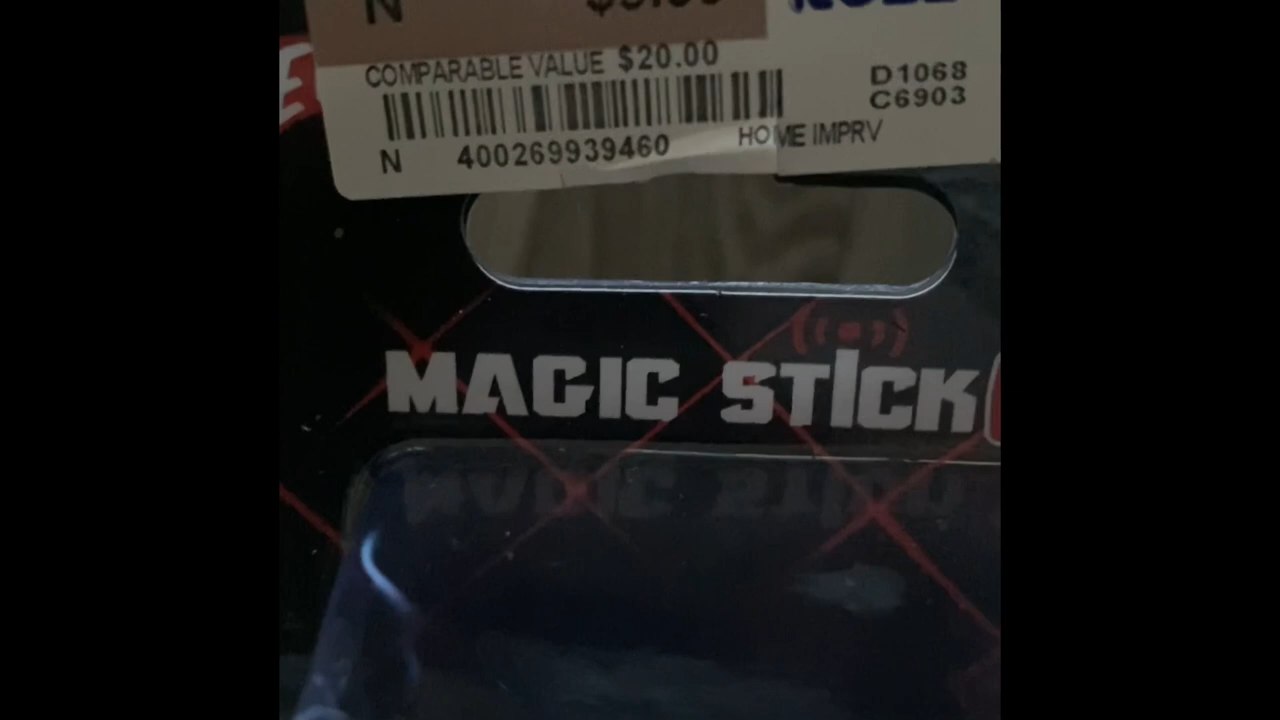 N
COMPARABLE VALUE $20.00
D1068
C6903
N 400269939460 HOME IMPRV
MAGIC STICK